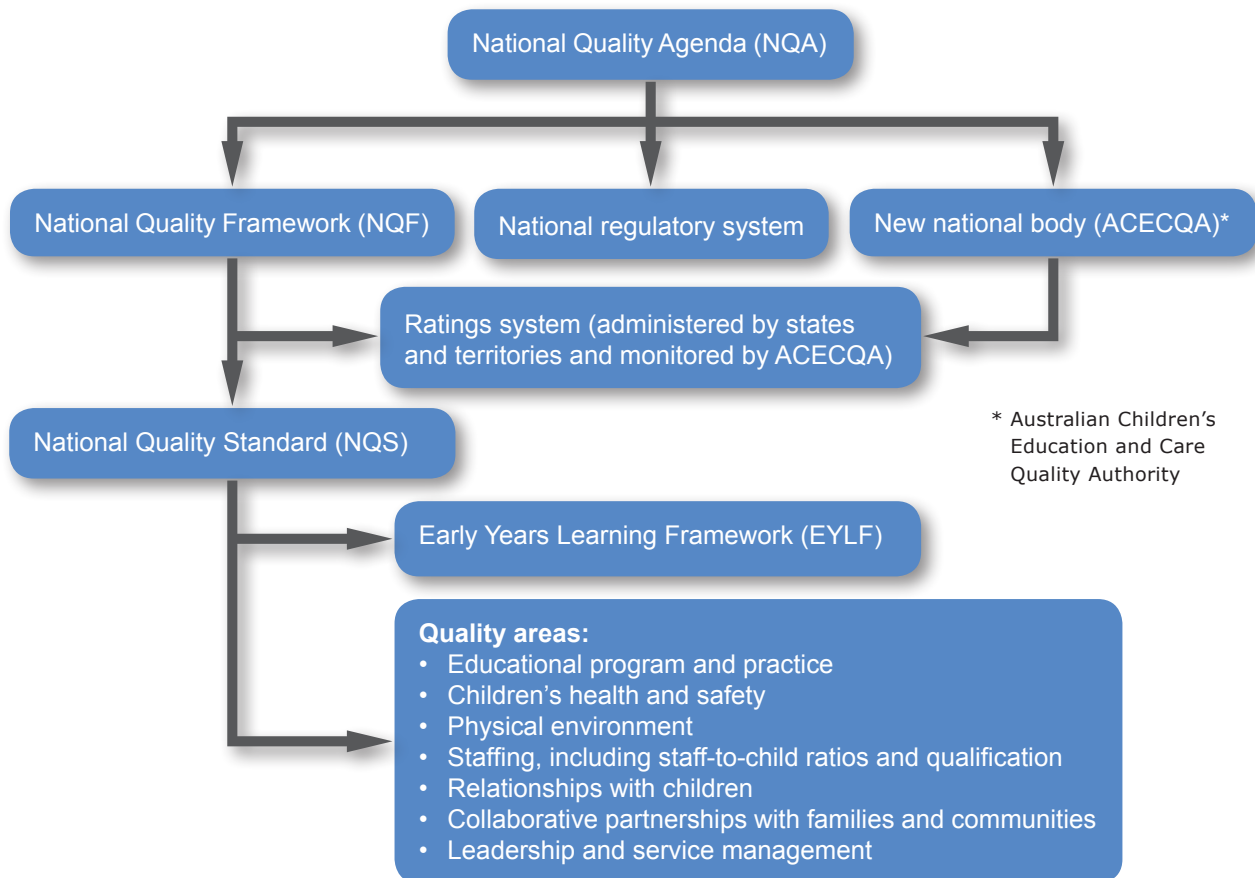 National Quality Agenda (NQA)
National Quality Framework (NQF)
National regulatory system
New national body (ACECQA)*
Ratings system (administered by states
and territories and monitored by ACECQA)
National Quality Standard (NQS)
* Australian Children’s
Education and Care
Quality Authority
Early Years Learning Framework (EYLF)
Quality areas:
• Educational program and practice
• Children’s health and safety
• Physical environment
• Staffing, including staff-to-child ratios and qualification
• Relationships with children
• Collaborative partnerships with families and communities
• Leadership and service management